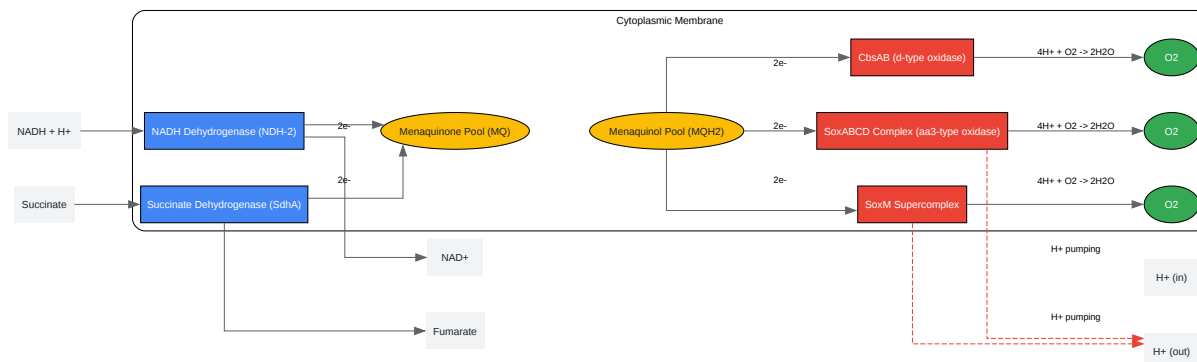 Cytoplasmic Membrane
CbsAB (d-type oxidase)
4H+ + O2 -> 2H2O
O2
2e-
NADH + H+
NADH Dehydrogenase (NDH-2)
2e-
Menaquinone Pool (MQ)
Menaquinol Pool (MQH2)
2e-
SoxABCD Complex (aa3-type oxidase)
4H+ + O2 -> 2H2O
O2
Succinate
Succinate Dehydrogenase (SdhA)
2e-
2e-
SoxM Supercomplex
4H+ + O2 -> 2H2O
O2
NAD+
H+ pumping
H+ (in)
Fumarate
H+ pumping
H+ (out)